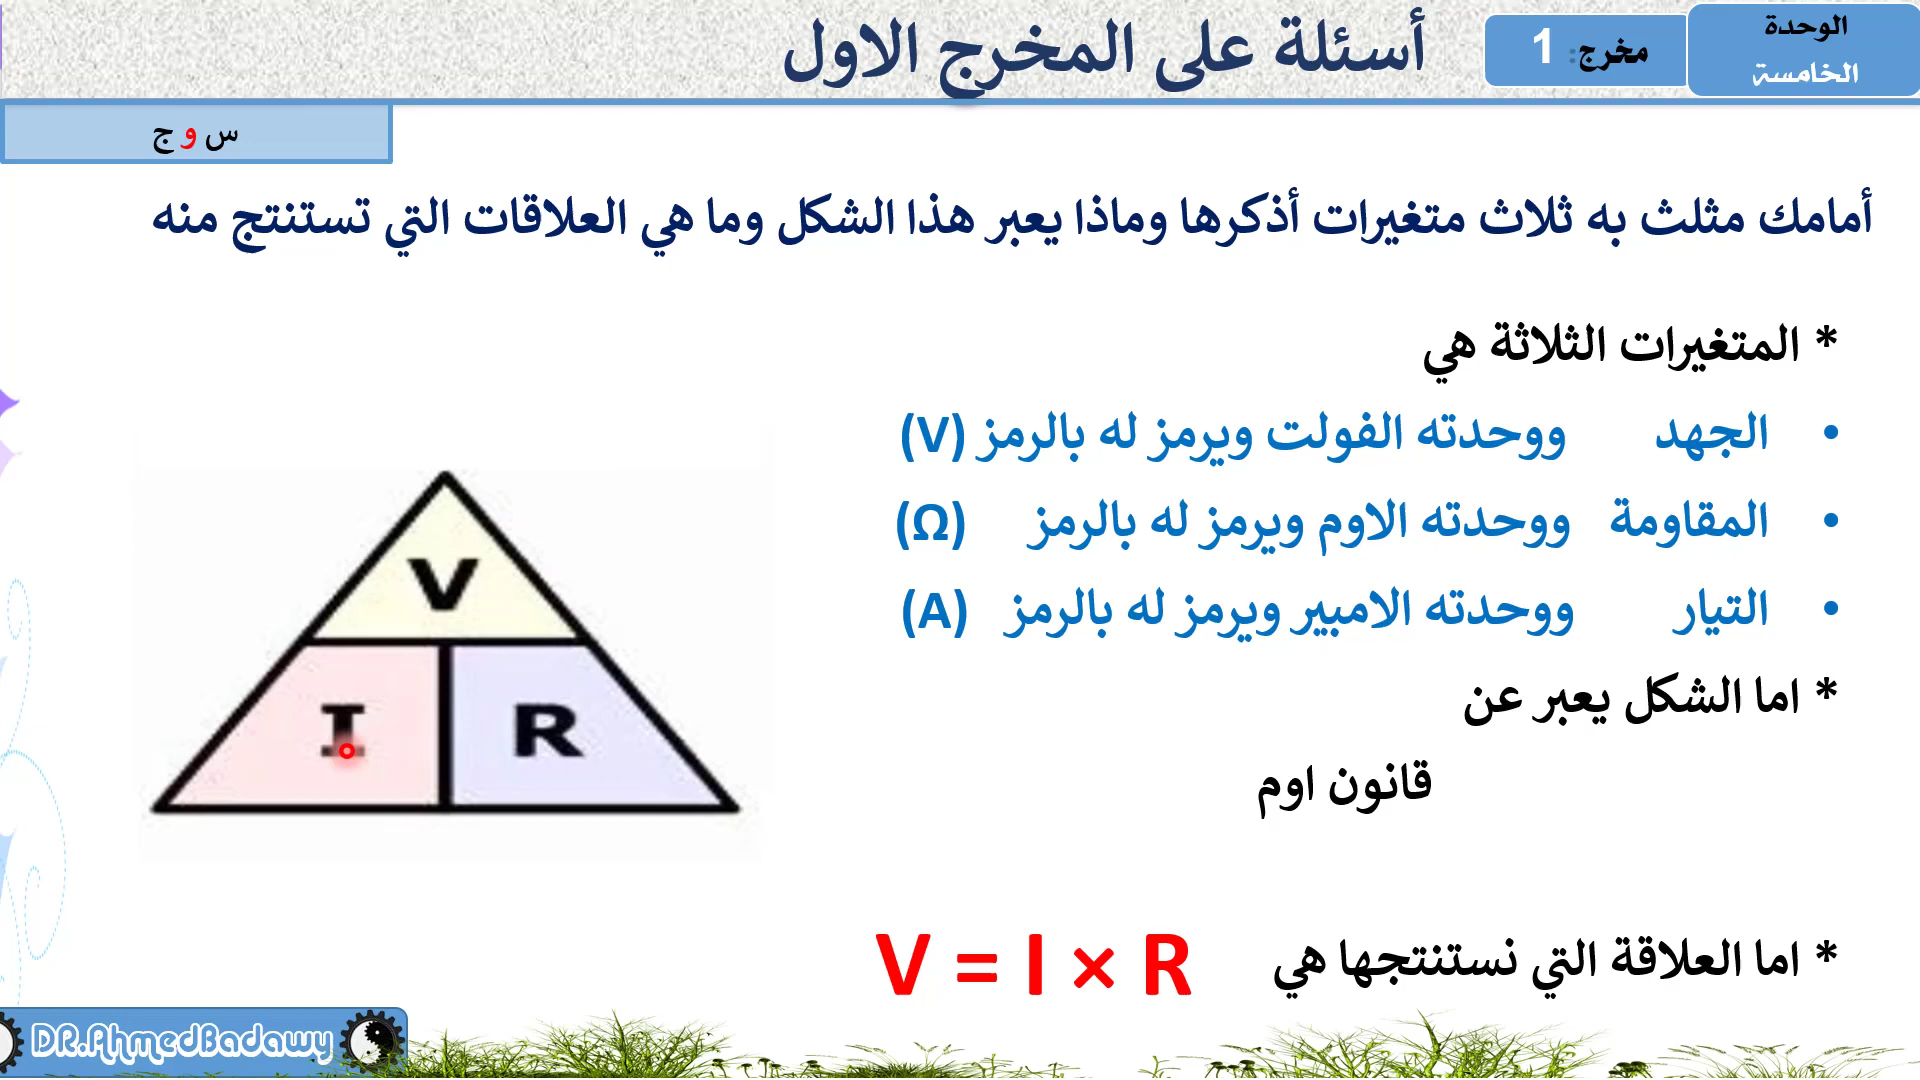 الوحدة
الخامسة
مخرج: 1
أسئلة على المخرج الاول
س و ج
أمامك مثلث به ثلاث متغيرات أذكرها وماذا يعبر هذا الشكل وما هي العلاقات التي تستنتج منه
* المتغيرات الثلاثة هي
• الجهد ووحدته الفولت ويرمز له بالرمز (V)
• المقاومة ووحدته الاوم ويرمز له بالرمز (Ω)
• التيار ووحدته الامبير ويرمز له بالرمز (A)
* اما الشكل يعبر عن
قانون اوم
* اما العلاقة التي نستنتجها هي V = I × R
V
I R
DR.AhmedBadawy